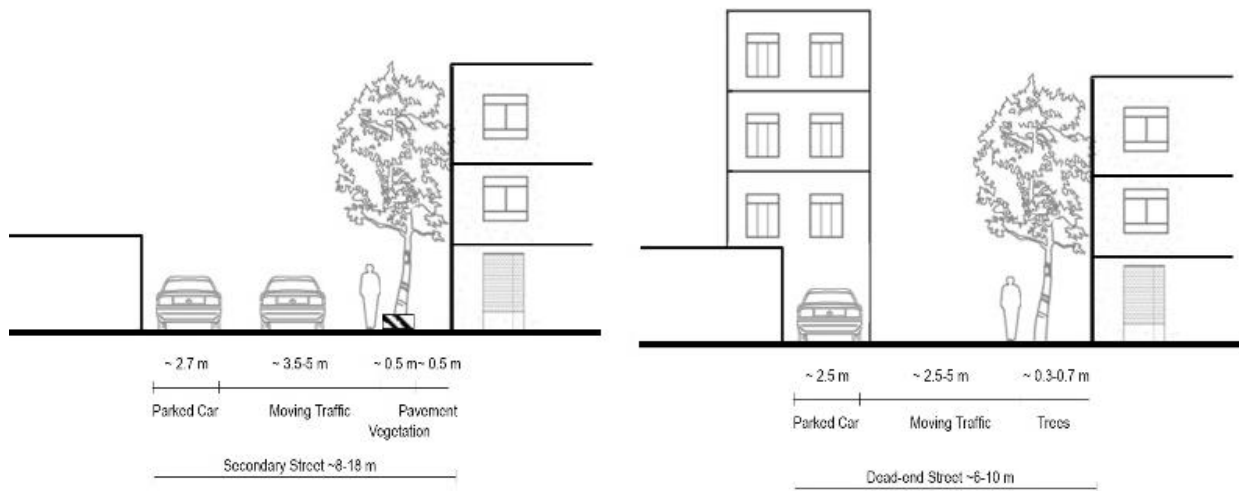 ~ 2.7 m ~ 3.5-5 m ~ 0.5 m~ 0.5 m
Parked Car Moving Traffic Pavement
Vegetation
Secondary Street ~8-18 m
~ 2.5 m ~ 2.5-5 m ~ 0.3-0.7 m
Parked Car Moving Traffic Trees
Dead-end Street ~6-10 m